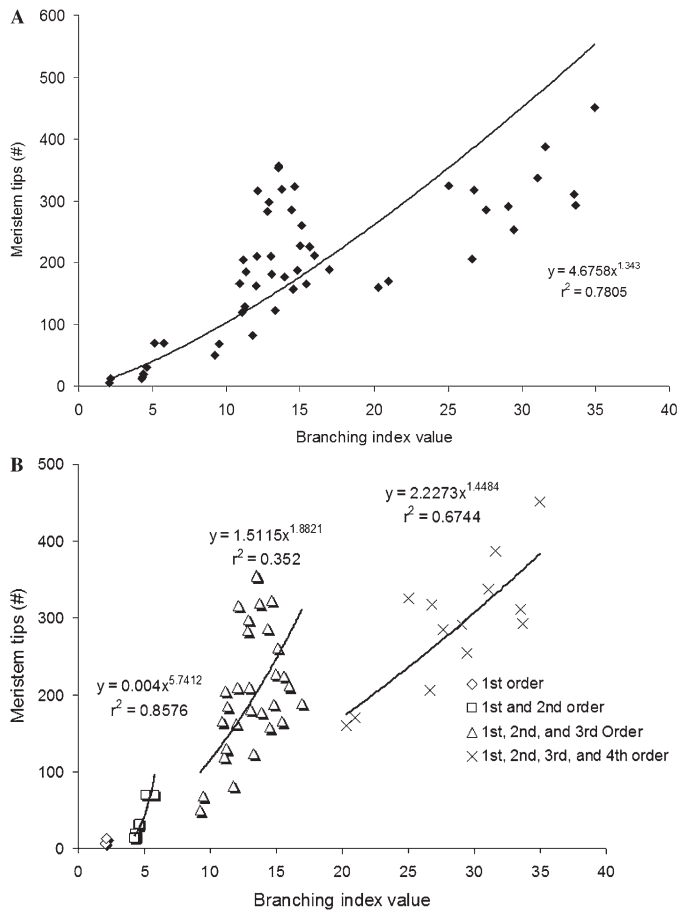 A
600
500
400
300
200
100
0
Meristem tips (#)
y = 4.6758x^1.343
r² = 0.7805
0 5 10 15 20 25 30 35 40
Branching index value
B
500
400
300
200
100
0
Meristem tips (#)
y = 2.2273x^1.4484
r² = 0.6744
y = 1.5115x^1.8821
r² = 0.352
y = 0.004x^5.7412
r² = 0.8576
1st order
1st and 2nd order
1st, 2nd, and 3rd Order
1st, 2nd, 3rd, and 4th order
0 5 10 15 20 25 30 35 40
Branching index value